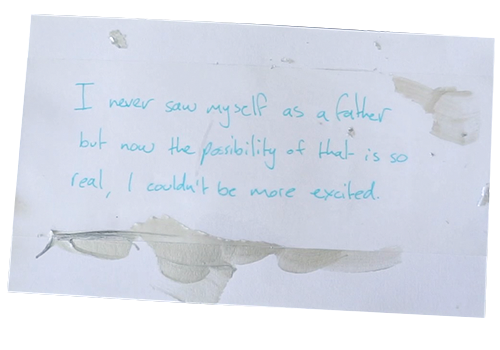 I never saw myself as a father
but now the possibility of that is so
real, I couldn't be more excited.